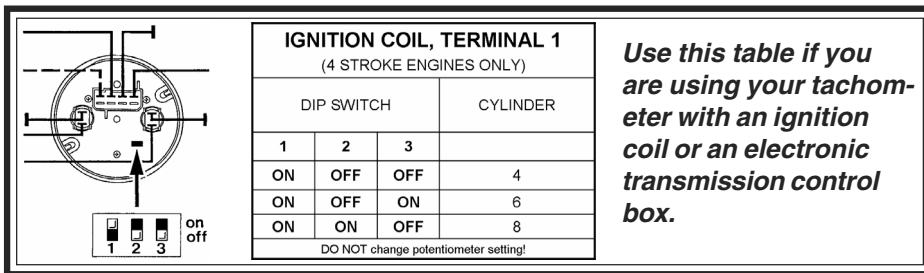 on
off
1 2 3
IGNITION COIL, TERMINAL 1
(4 STROKE ENGINES ONLY)
DIP SWITCH CYLINDER
1 2 3
ON OFF OFF 4
ON OFF ON 6
ON ON OFF 8
DO NOT change potentiometer setting!
Use this table if you
are using your tachom-
eter with an ignition
coil or an electronic
transmission control
box.